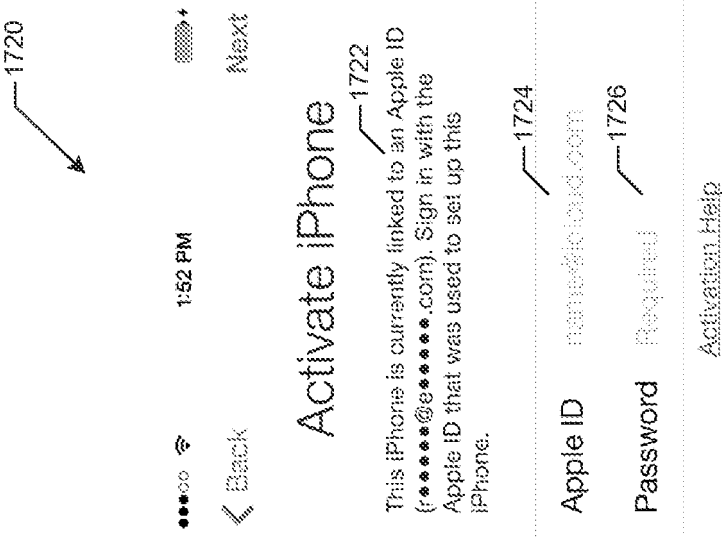 1720
1:52 PM
Back
Next
Activate iPhone
1722
This iPhone is currently linked to an Apple ID
(r●●●●●@e●●●●●.com). Sign in with the
Apple ID that was used to set up this
iPhone.
1724
Apple ID name@icloud.com
1726
Password Required
Activation Help